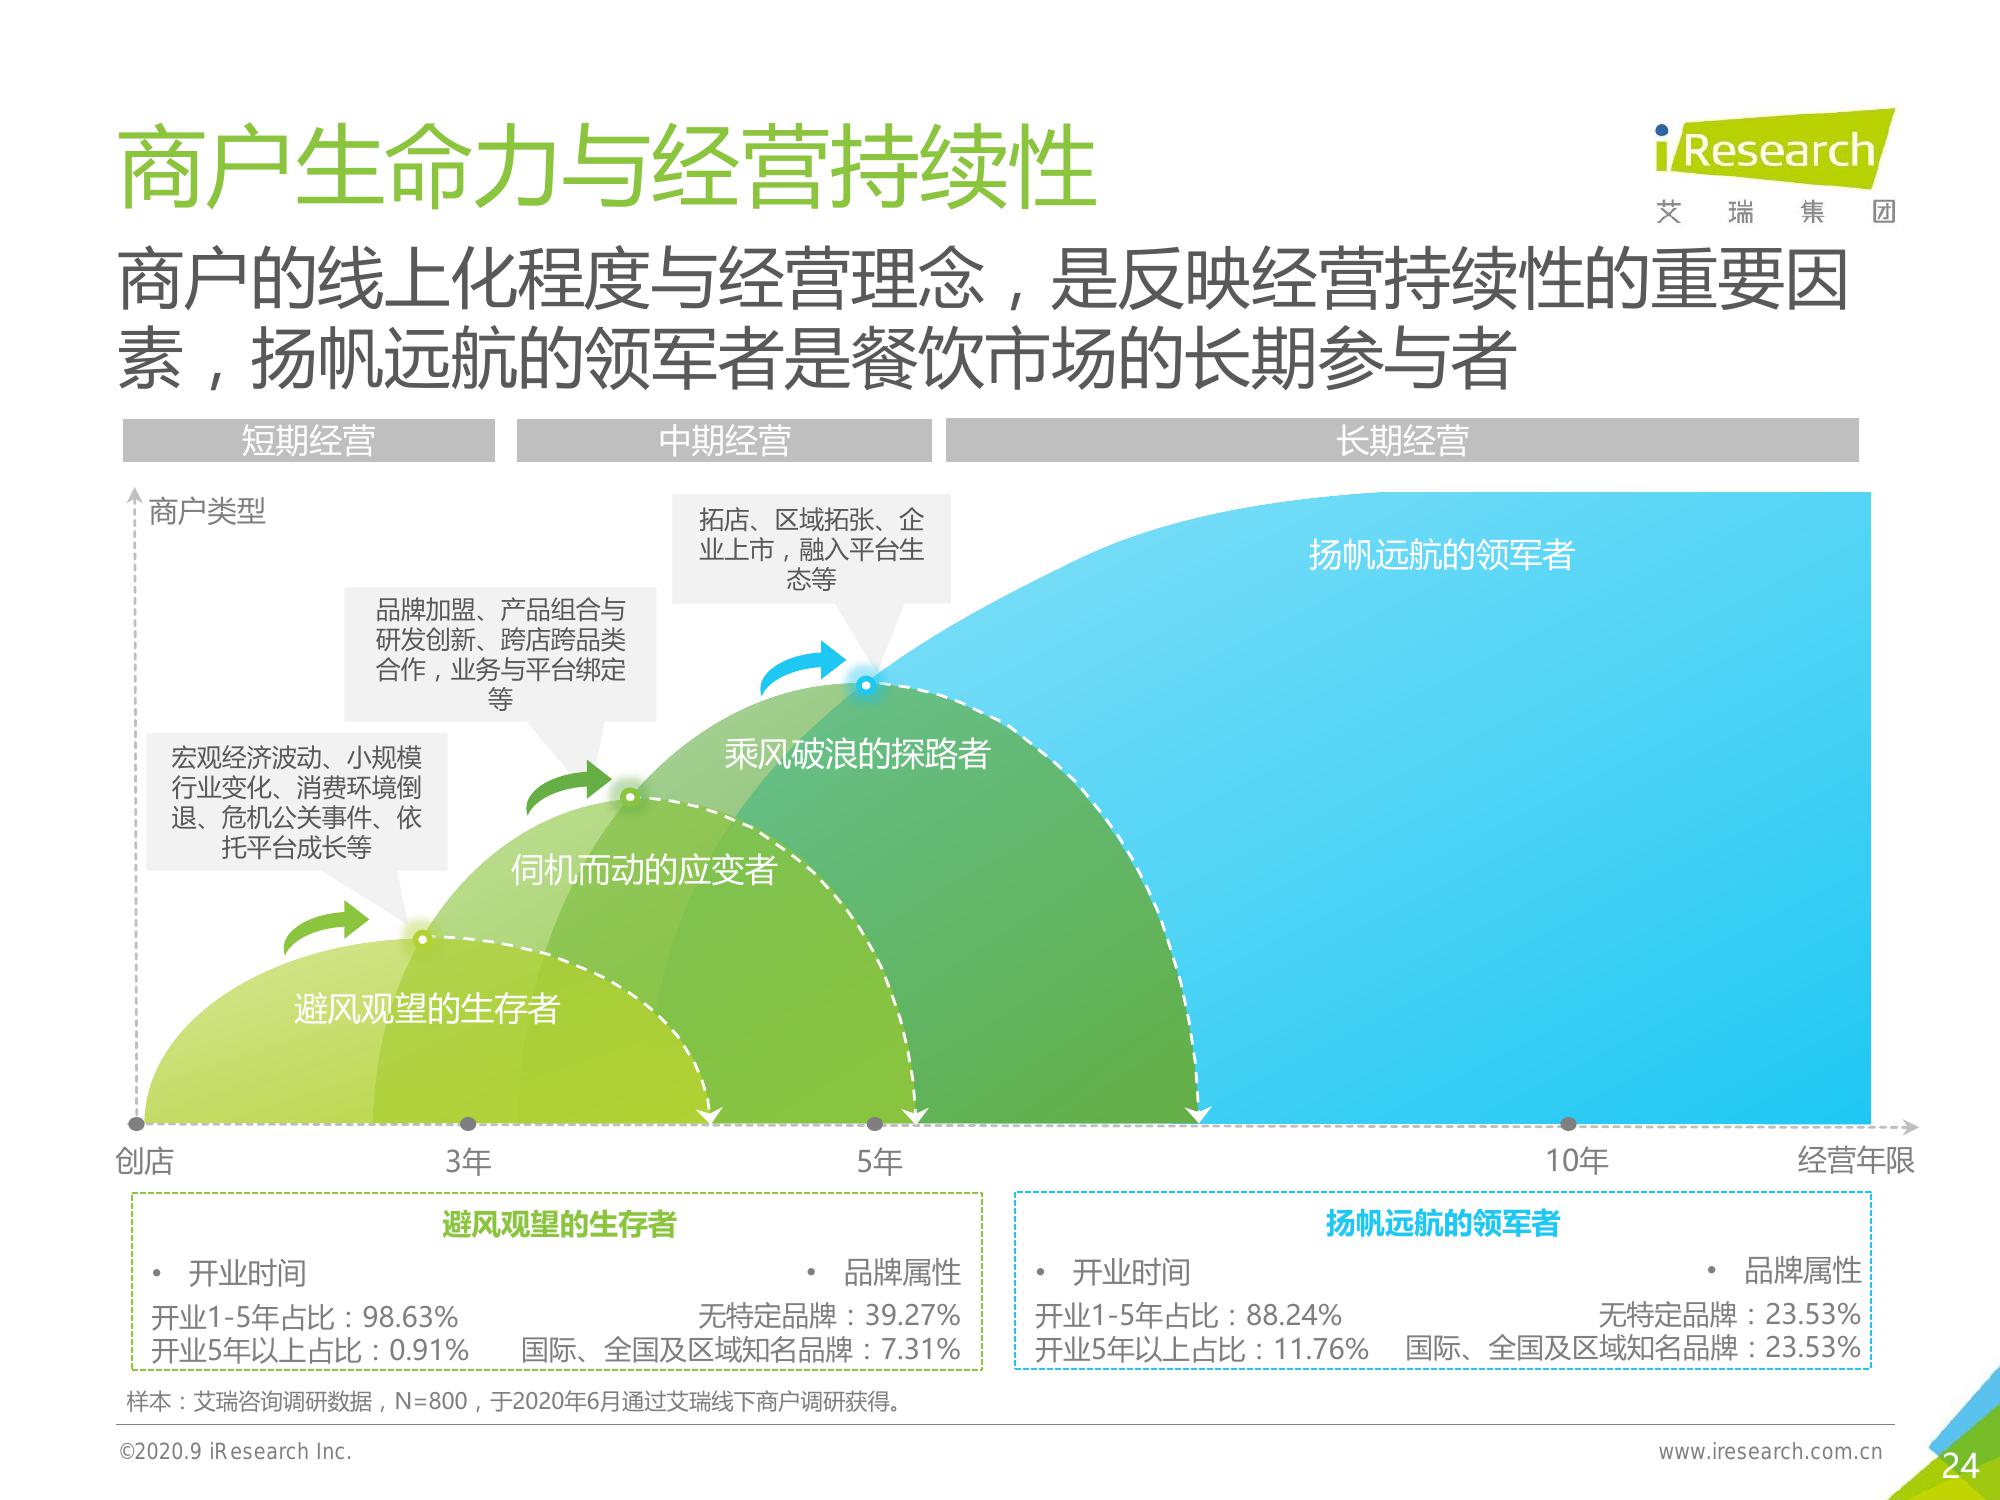 商户生命力与经营持续性
iResearch
艾瑞集团
商户的线上化程度与经营理念，是反映经营持续性的重要因
素，扬帆远航的领军者是餐饮市场的长期参与者
短期经营
中期经营
长期经营
商户类型
拓店、区域拓张、企
业上市，融入平台生
态等
扬帆远航的领军者
品牌加盟、产品组合与
研发创新、跨店跨品类
合作，业务与平台绑定
等
乘风破浪的探路者
宏观经济波动、小规模
行业变化、消费环境倒
退、危机公关事件、依
托平台成长等
伺机而动的应变者
避风观望的生存者
创店
3年
5年
10年
经营年限
避风观望的生存者
• 开业时间
• 品牌属性
开业1-5年占比：98.63%
无特定品牌：39.27%
开业5年以上占比：0.91%
国际、全国及区域知名品牌：7.31%
扬帆远航的领军者
• 开业时间
• 品牌属性
开业1-5年占比：88.24%
无特定品牌：23.53%
开业5年以上占比：11.76%
国际、全国及区域知名品牌：23.53%
样本：艾瑞咨询调研数据，N=800，于2020年6月通过艾瑞线下商户调研获得。
©2020.9 iResearch Inc.
www.iresearch.com.cn
24